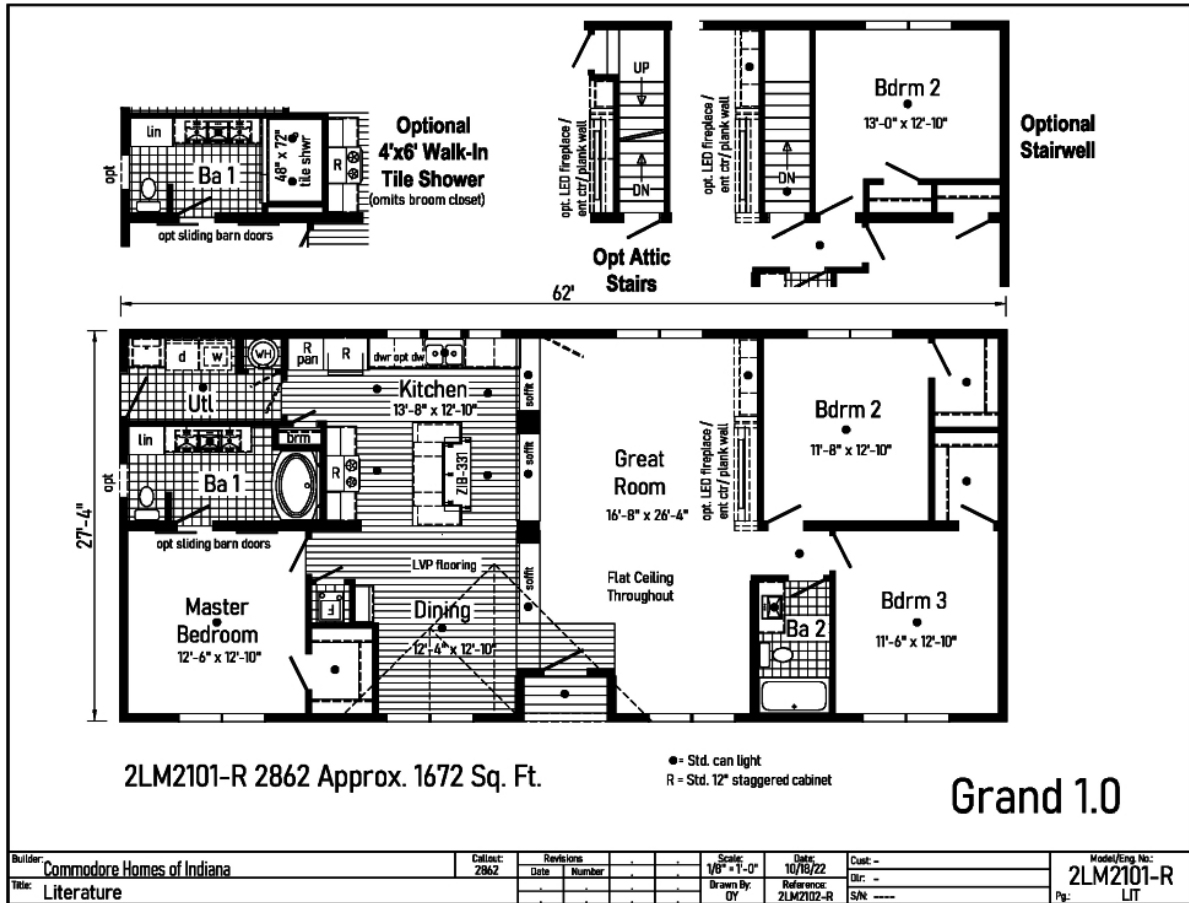 lin
Ba 1
48" x 72"
tile shwr
R
opt
opt sliding barn doors
Optional
4'x6' Walk-In
Tile Shower
(omits broom closet)
UP
DN
opt. LED fireplace /
ent ctr/ plank wall
Opt Attic
Stairs
opt. LED fireplace /
ent ctr/ plank wall
DN
Bdrm 2
13'-0" x 12'-10"
Optional
Stairwell
62'
27'-4"
d
w
WH
Utl
R
pan
R
dwr opt dw
Kitchen
13'-8" x 12'-10"
soffit
soffit
soffit
lin
brm
Ba 1
opt
R
ZIB-331
opt sliding barn doors
LVP flooring
Master
Bedroom
12'-6" x 12'-10"
F
Dining
12'-4" x 12'-10"
Great
Room
16'-8" x 26'-4"
Flat Ceiling
Throughout
opt. LED fireplace /
ent ctr/ plank wall
Bdrm 2
11'-8" x 12'-10"
Ba 2
Bdrm 3
11'-6" x 12'-10"
2LM2101-R 2862 Approx. 1672 Sq. Ft.
●= Std. can light
R = Std. 12" staggered cabinet
Grand 1.0
Builder: Commodore Homes of Indiana
Title: Literature
Callout:
2862
Revisions
Date Number
Scale:
1/8" = 1'-0"
Drawn By:
OY
Date:
10/18/22
Reference:
2LM2102-R
Cust: -
Dlr: -
S/N: ----
Model/Eng. No.:
2LM2101-R
Pg.: LIT